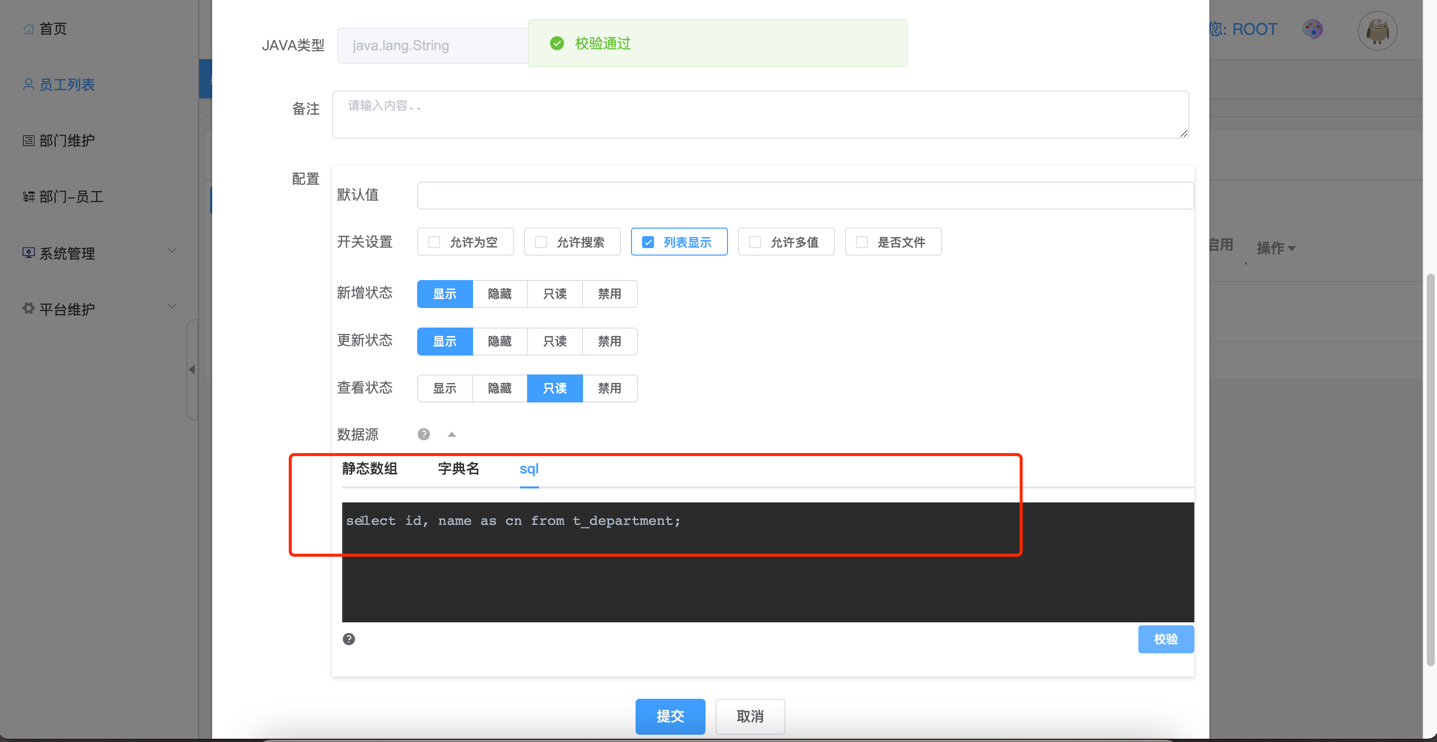 首页
员工列表
部门维护
部门-员工
系统管理
平台维护
您: ROOT
启用
操作
JAVA类型
java.lang.String
校验通过
备注
请输入内容..
配置
默认值
开关设置
允许为空 允许搜索 列表显示 允许多值 是否文件
新增状态
显示 隐藏 只读 禁用
更新状态
显示 隐藏 只读 禁用
查看状态
显示 隐藏 只读 禁用
数据源
静态数组 字典名 sql
select id, name as cn from t_department;
校验
提交 取消